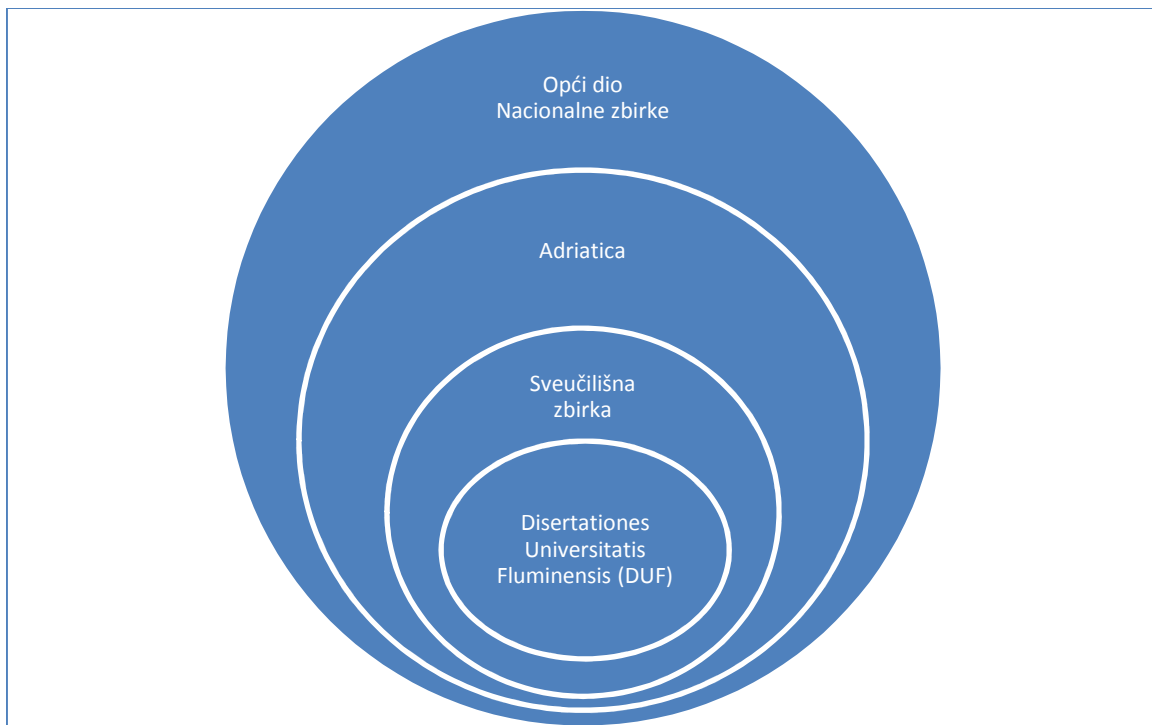 Opći dio
Nacionalne zbirke
Adriatica
Sveučilišna
zbirka
Disertationes
Universitatis
Fluminensis (DUF)